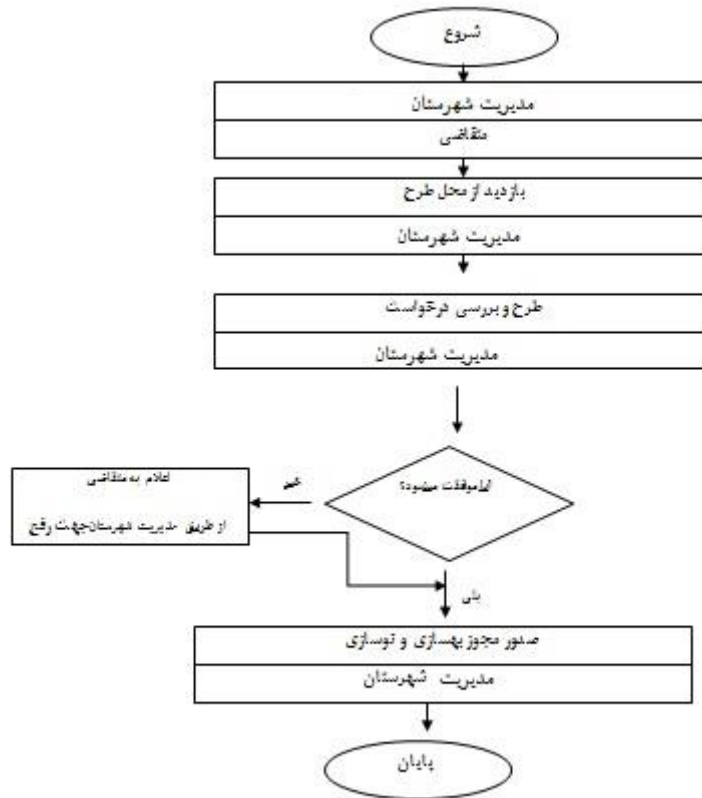 شروع
مدیریت شهرستان
متقاضی
بازدید از محل طرح
مدیریت شهرستان
طرح و بررسی درخواست
مدیریت شهرستان
آیا موافقت میشود؟
خیر
اعلام به متقاضی
از طریق مدیریت شهرستان جهت رفع
بلی
صدور مجوز بهسازی و نوسازی
مدیریت شهرستان
پایان